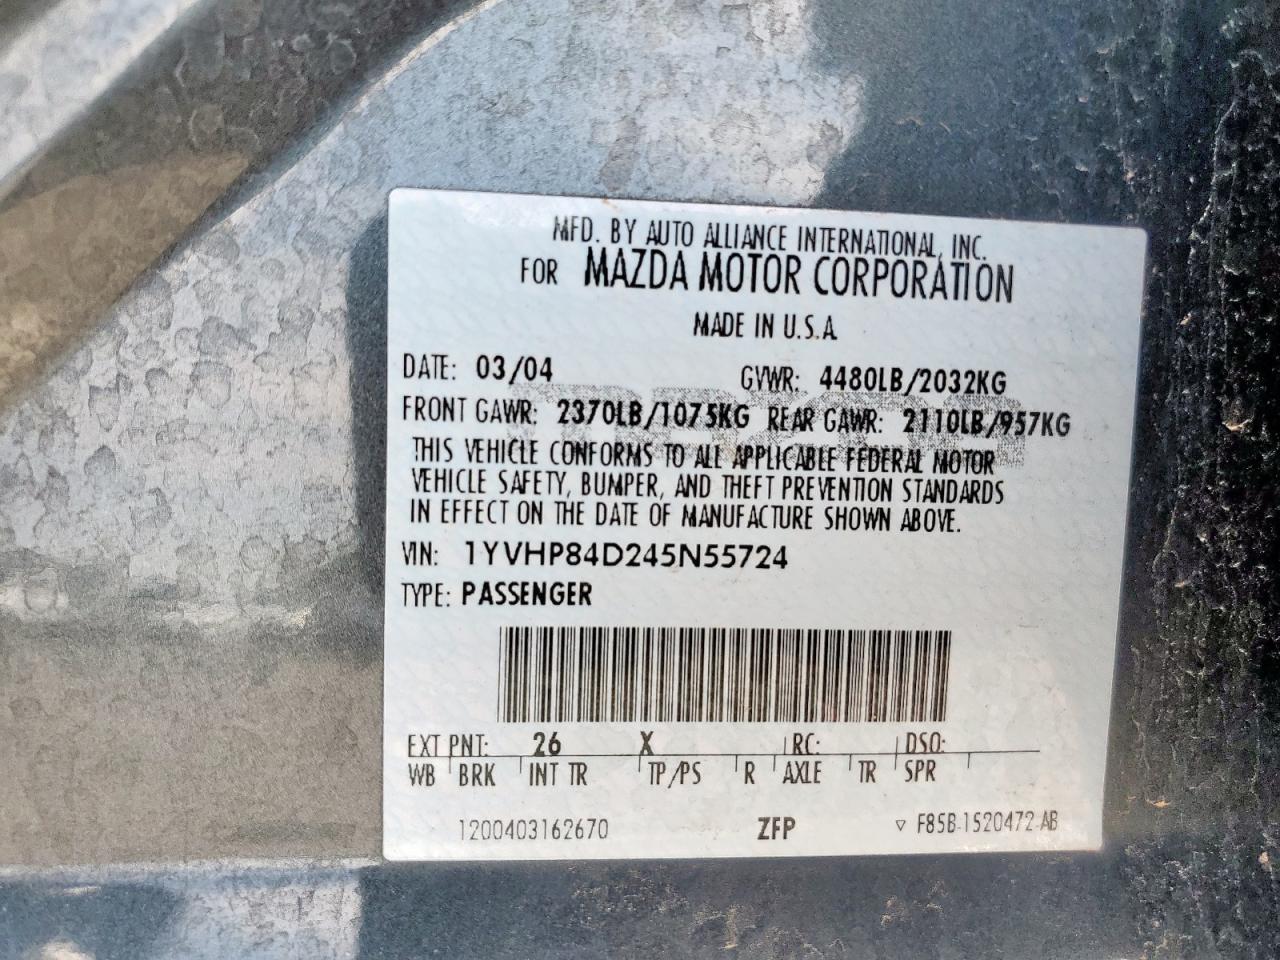 MFD. BY AUTO ALLIANCE INTERNATIONAL, INC.
FOR MAZDA MOTOR CORPORATION
MADE IN U.S.A
DATE: 03/04 GVWR: 4480LB/2032KG
FRONT GAWR: 2370LB/1075KG REAR GAWR: 2110LB/957KG
THIS VEHICLE CONFORMS TO ALL APPLICABLE FEDERAL MOTOR
VEHICLE SAFETY, BUMPER, AND THEFT PREVENTION STANDARDS
IN EFFECT ON THE DATE OF MANUFACTURE SHOWN ABOVE.
VIN: 1YVHP84D245N55724
TYPE: PASSENGER
EXT PNT: 26 X RC: DSO:
WB BRK INT TR TP/PS R AXLE TR SPR
1200403162670 ZFP ▽ F85B-1520472-AB